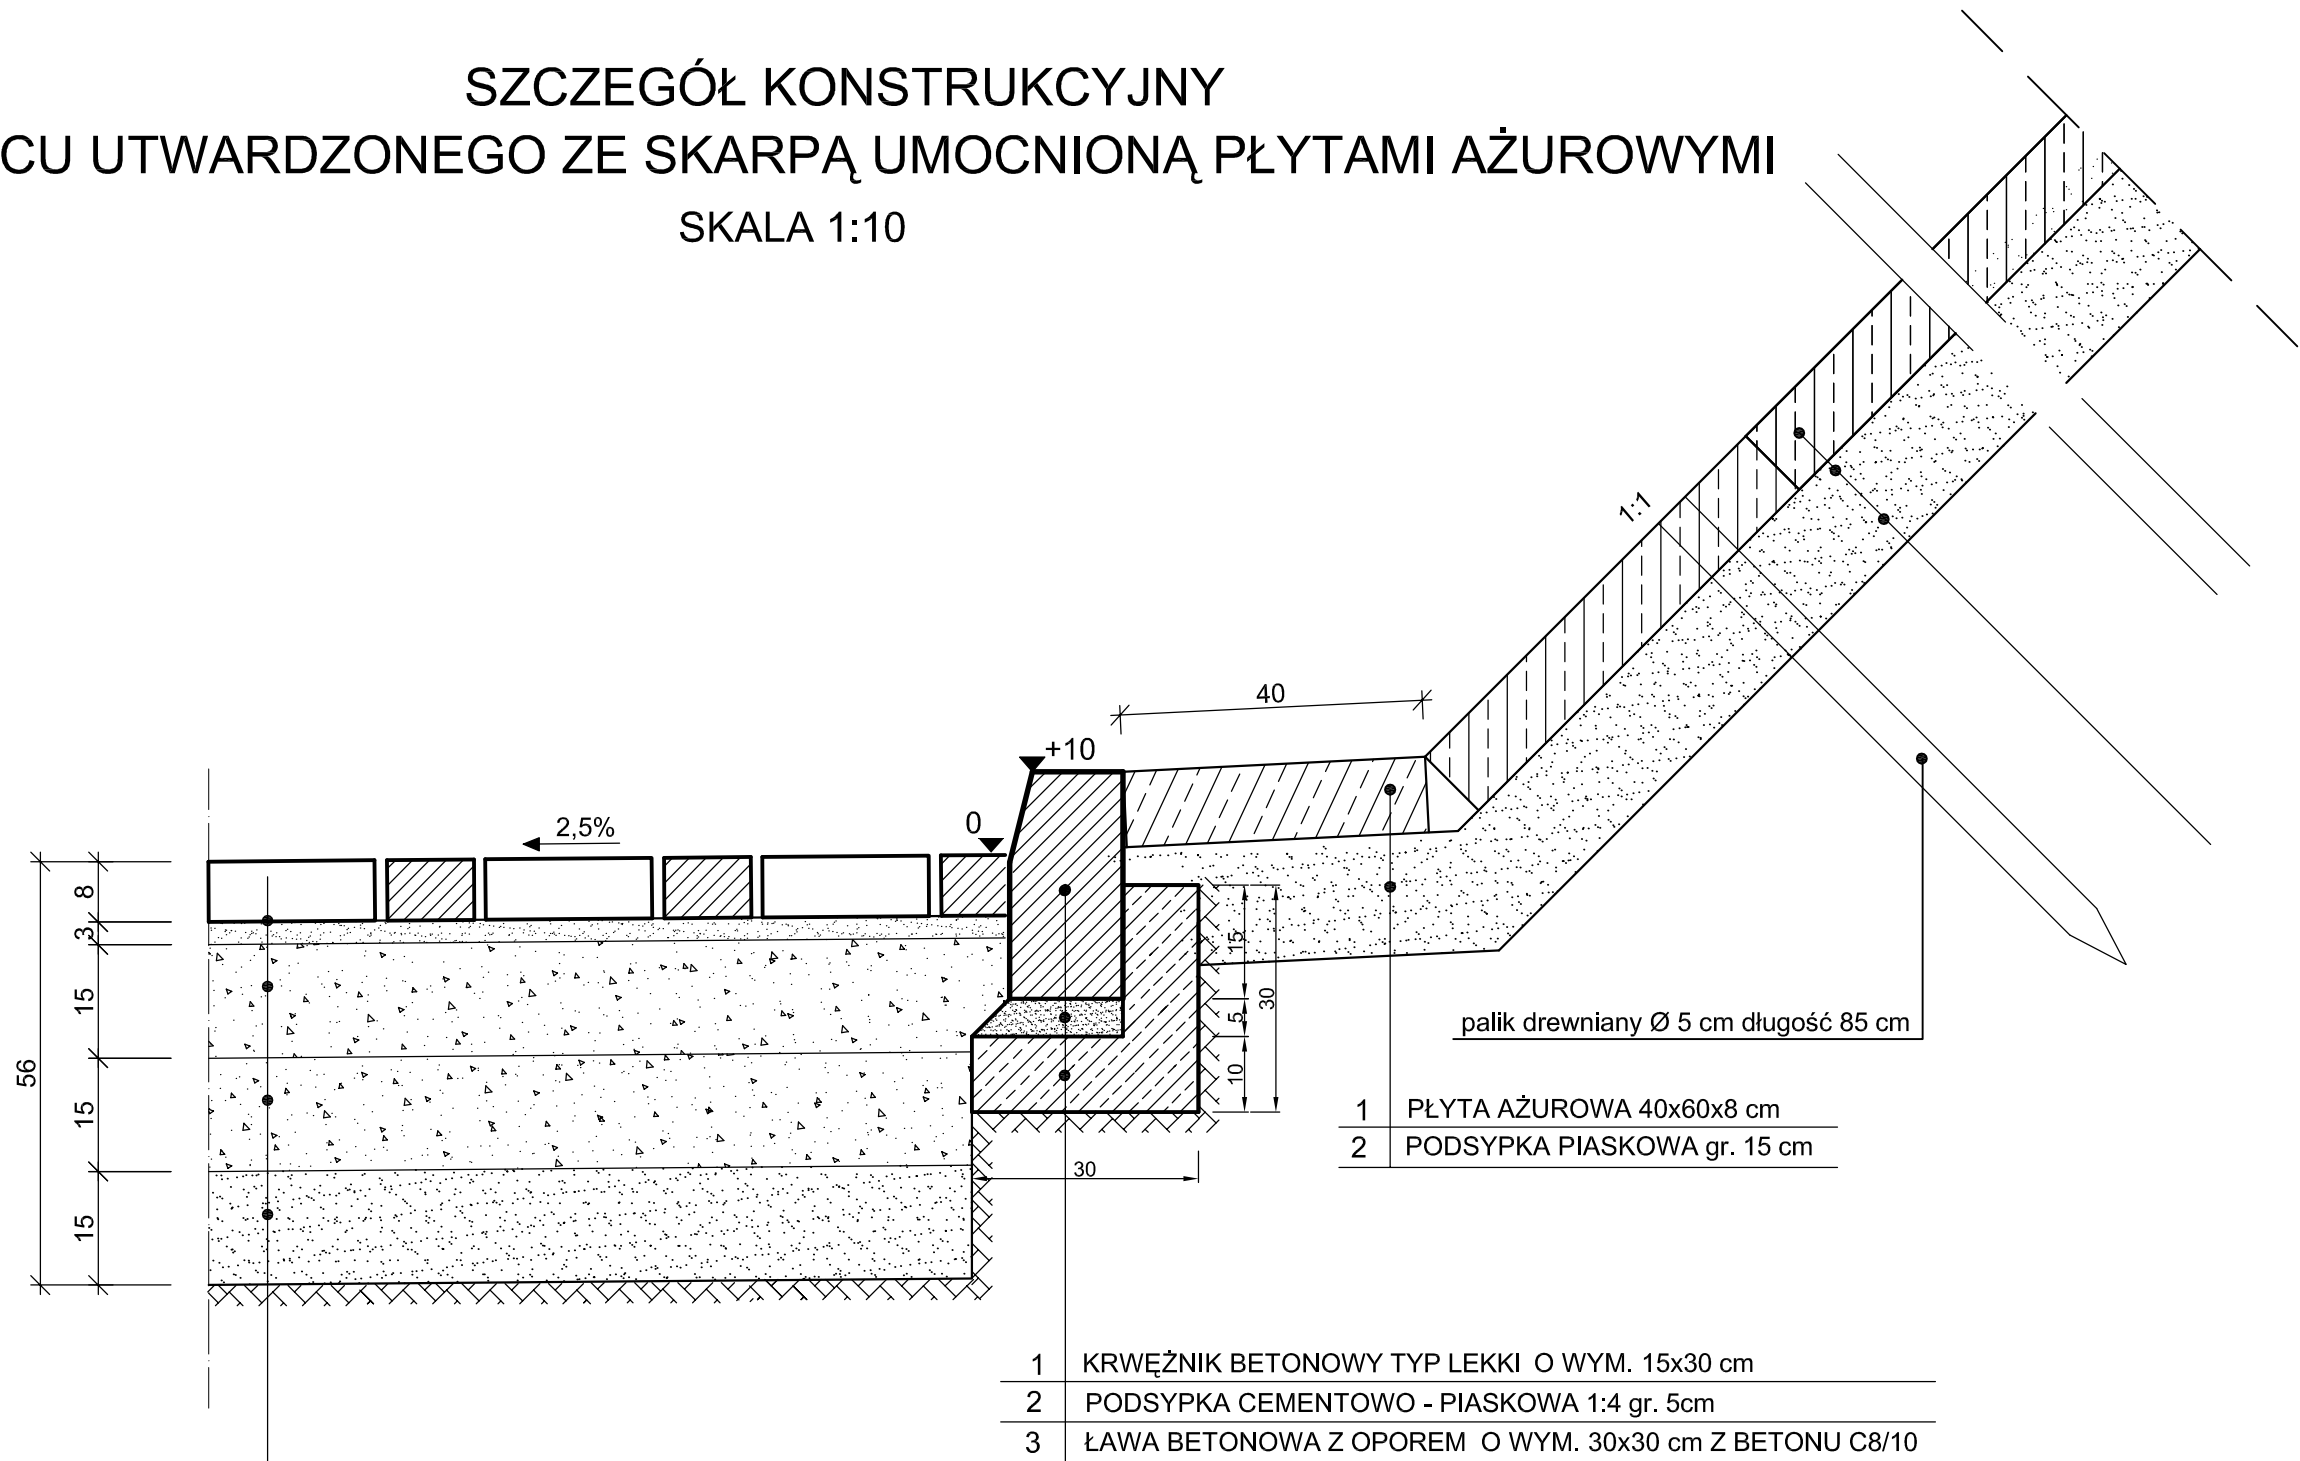 SZCZEGÓŁ KONSTRUKCYJNY
CU UTWARDZONEGO ZE SKARPĄ UMOCNIONĄ PŁYTAMI AŻUROWYMI
SKALA 1:10
1:1
40
+10
0
2,5%
8
3
15
15
15
56
15
5
10
30
30
palik drewniany Ø 5 cm długość 85 cm
1 PŁYTA AŻUROWA 40x60x8 cm
2 PODSYPKA PIASKOWA gr. 15 cm
1 KRWĘŻNIK BETONOWY TYP LEKKI O WYM. 15x30 cm
2 PODSYPKA CEMENTOWO - PIASKOWA 1:4 gr. 5cm
3 ŁAWA BETONOWA Z OPOREM O WYM. 30x30 cm Z BETONU C8/10